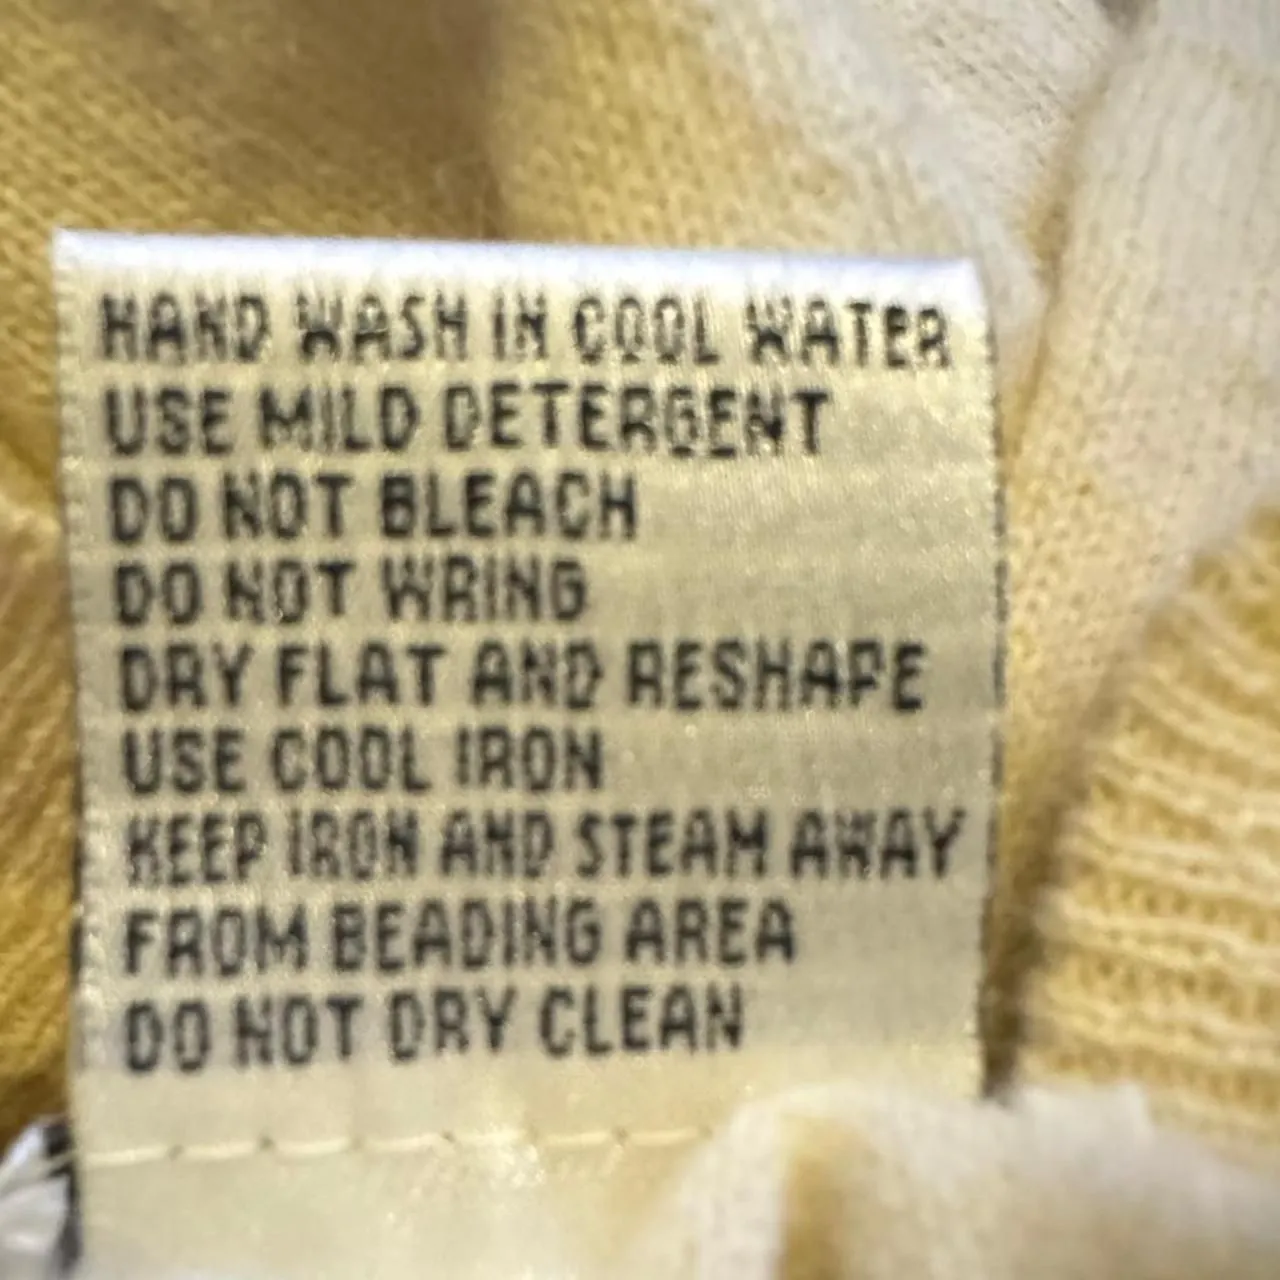 HAND WASH IN COOL WATER
USE MILD DETERGENT
DO NOT BLEACH
DO NOT WRING
DRY FLAT AND RESHAPE
USE COOL IRON
KEEP IRON AND STEAM AWAY
FROM BEADING AREA
DO NOT DRY CLEAN